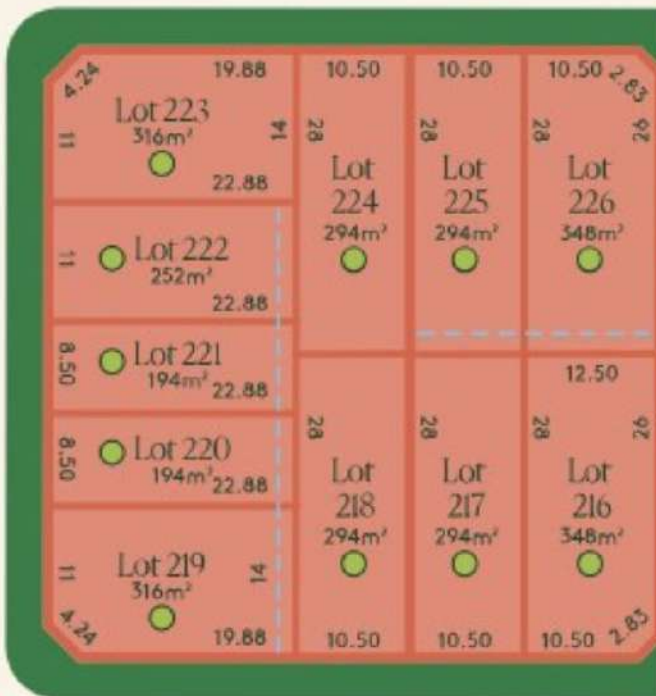 4.24
19.88
Lot 223
316m²
11
14
22.88
11
Lot 222
252m²
22.88
8.50
Lot 221
194m²
22.88
8.50
Lot 220
194m²
22.88
11
Lot 219
316m²
14
4.24
19.88
10.50
28
Lot
224
294m²
10.50
28
Lot
225
294m²
10.50
2.83
28
26
Lot
226
348m²
28
Lot
218
294m²
10.50
28
Lot
217
294m²
10.50
12.50
28
26
Lot
216
348m²
10.50
2.83